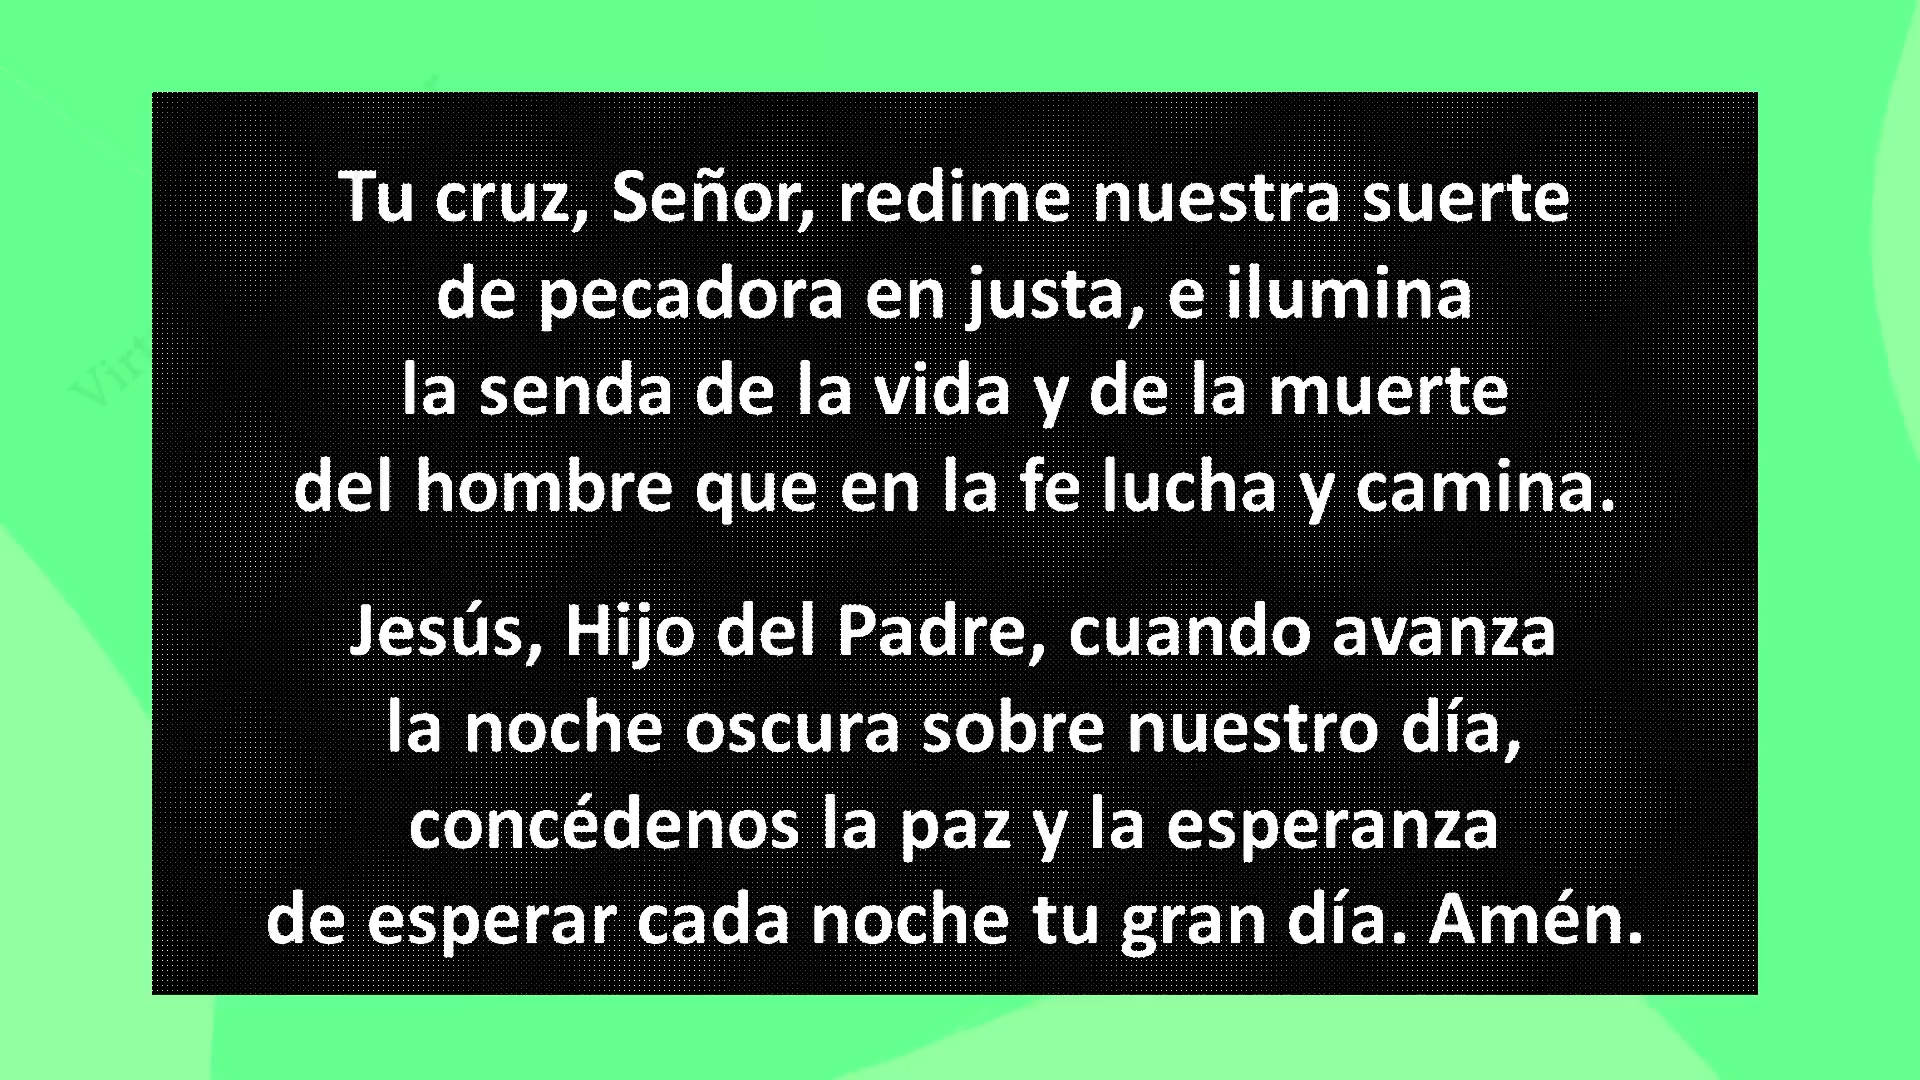 Tu cruz, Señor, redime nuestra suerte
de pecadora en justa, e ilumina
la senda de la vida y de la muerte
del hombre que en la fe lucha y camina.
Jesús, Hijo del Padre, cuando avanza
la noche oscura sobre nuestro día,
concédenos la paz y la esperanza
de esperar cada noche tu gran día. Amén.